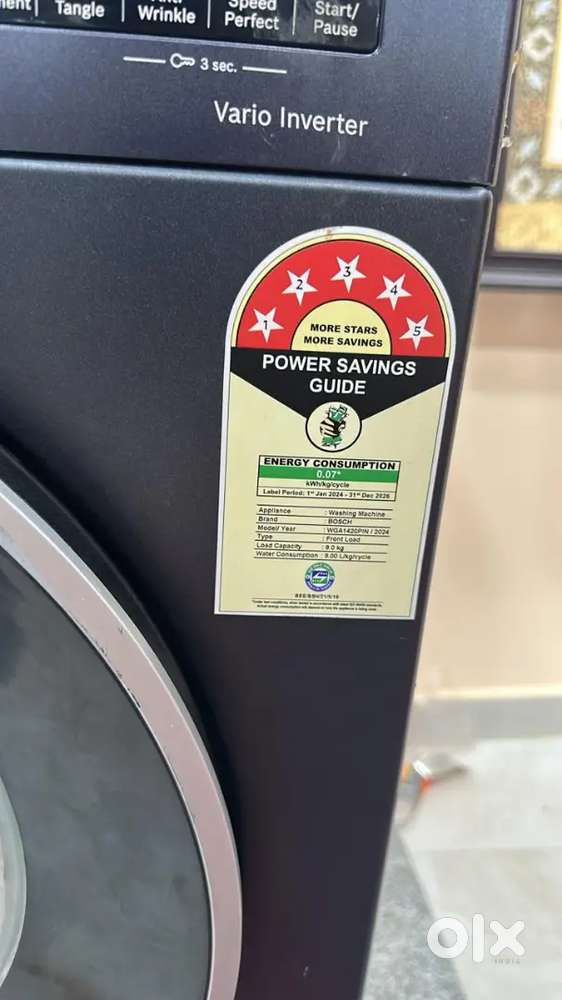 Tangle
Wrinkle
Speed
Perfect
Start/
Pause
3 sec.
Vario Inverter
1 2 3 4 5
MORE STARS
MORE SAVINGS
POWER SAVINGS
GUIDE
ENERGY CONSUMPTION
0.07*
kWh/kg/cycle
Label Period: 1st Jan 2024 - 31st Dec 2026
Appliance : Washing Machine
Brand : BOSCH
Model/ Year : WGA1420PIN / 2024
Type : Front Load
Load Capacity : 9.0 kg
Water Consumption : 9.00 L/kg/cycle
olx
INDIA